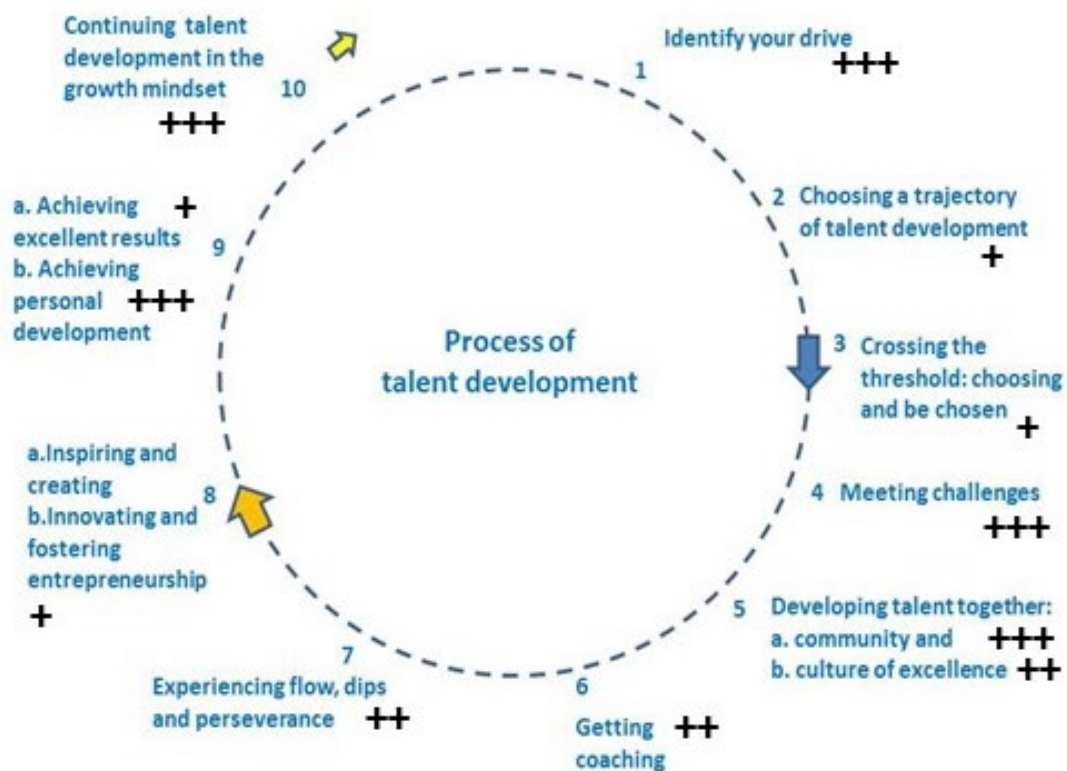 Process of
talent development
1
Identify your drive
+++
2 Choosing a trajectory
of talent development
+
3 Crossing the
threshold: choosing
and be chosen +
4 Meeting challenges
+++
5 Developing talent together:
a. community and +++
b. culture of excellence ++
6
Getting ++
coaching
7
Experiencing flow, dips
and perseverance ++
8
a.Inspiring and
creating
b.Innovating and
fostering
entrepreneurship
+
9
a. Achieving +
excellent results
b. Achieving
personal +++
development
10
Continuing talent
development in the
growth mindset
+++